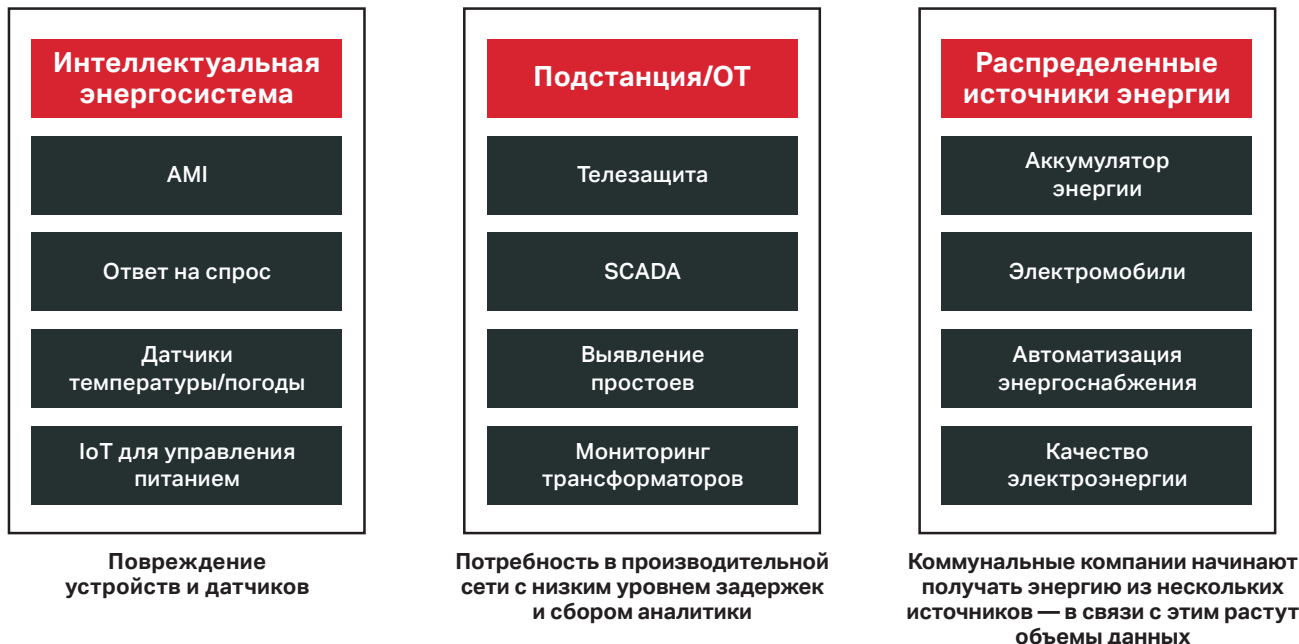 Интеллектуальная
энергосистема
AMI
Ответ на спрос
Датчики
температуры/погоды
IoT для управления
питанием
Повреждение
устройств и датчиков
Подстанция/ОТ
Телезащита
SCADA
Выявление
простоев
Мониторинг
трансформаторов
Потребность в производительной
сети с низким уровнем задержек
и сбором аналитики
Распределенные
источники энергии
Аккумулятор
энергии
Электромобили
Автоматизация
энергоснабжения
Качество
электроэнергии
Коммунальные компании начинают
получать энергию из нескольких
источников — в связи с этим растут
объемы данных